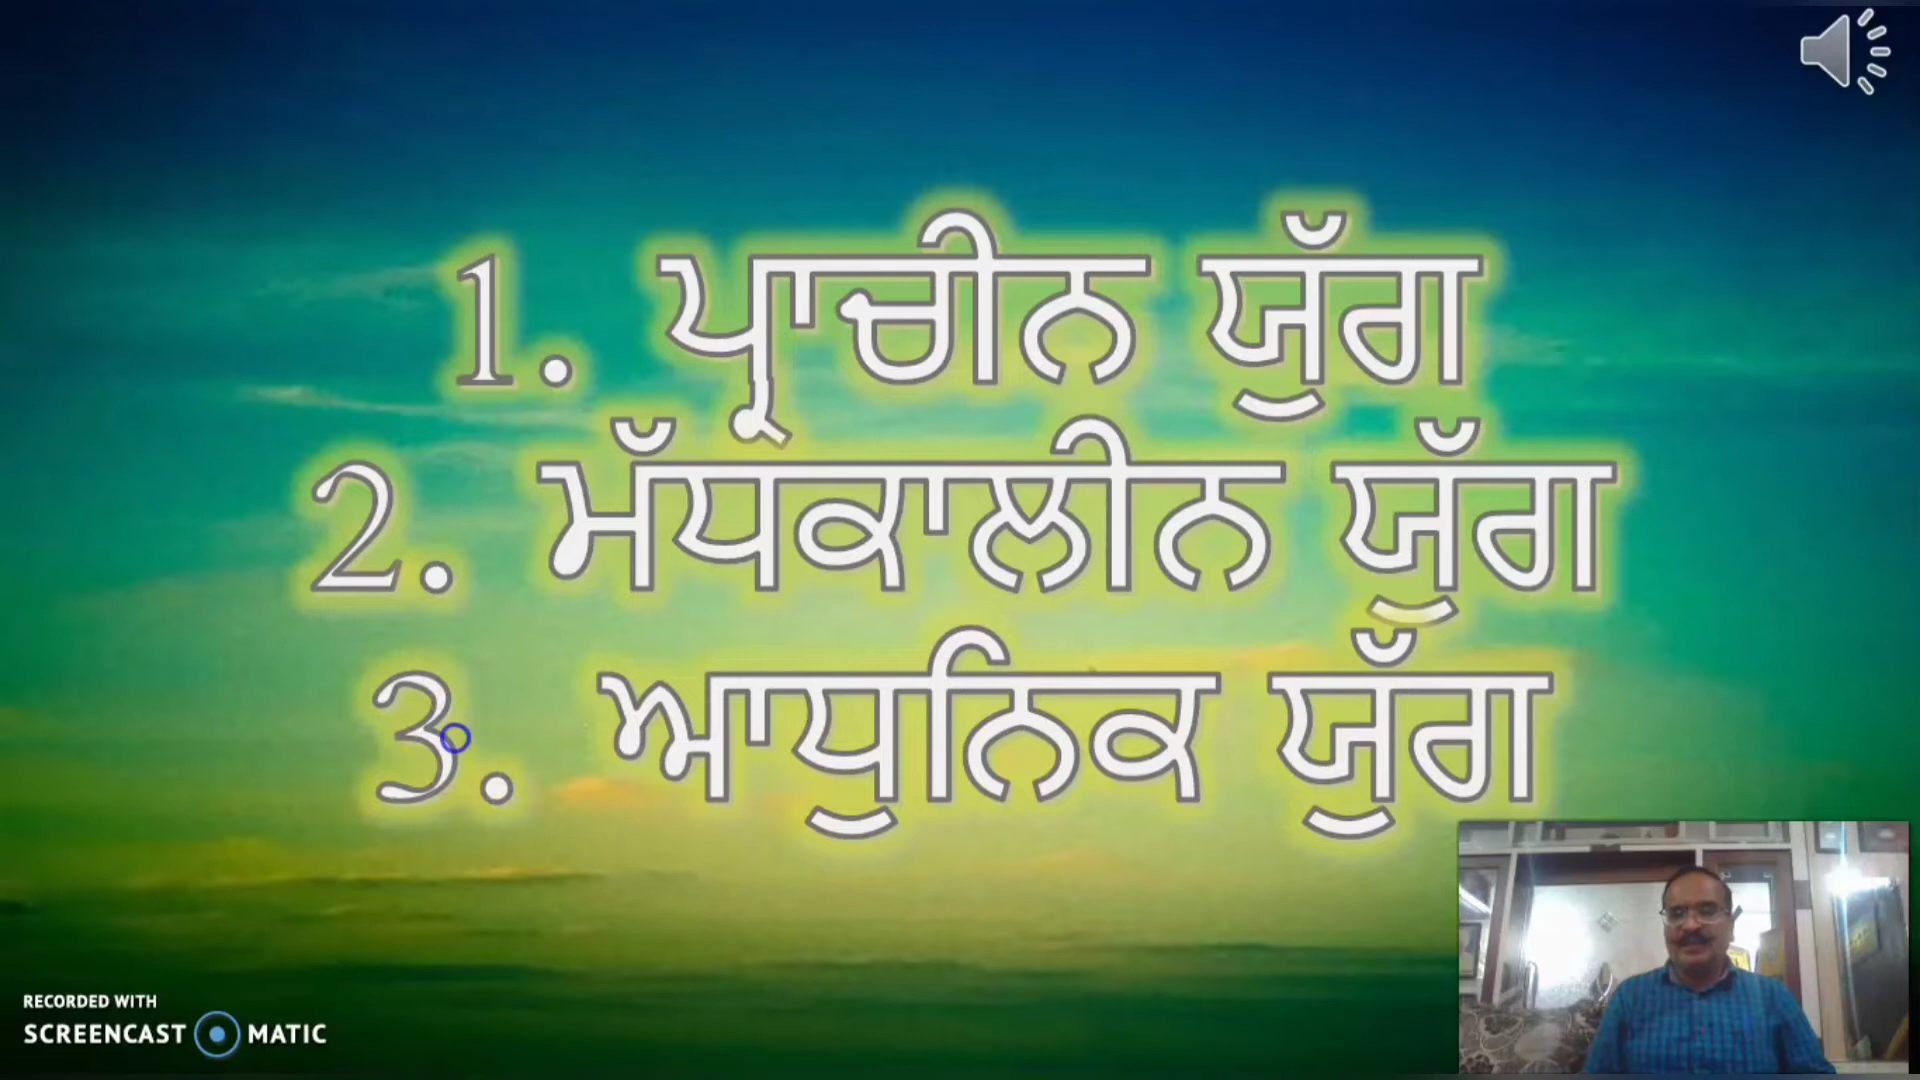 1. ਪ੍ਰਾਚੀਨ ਯੁੱਗ
2. ਮੱਧਕਾਲੀਨ ਯੁੱਗ
3. ਆਧੁਨਿਕ ਯੁੱਗ
RECORDED WITH
SCREENCAST MATIC